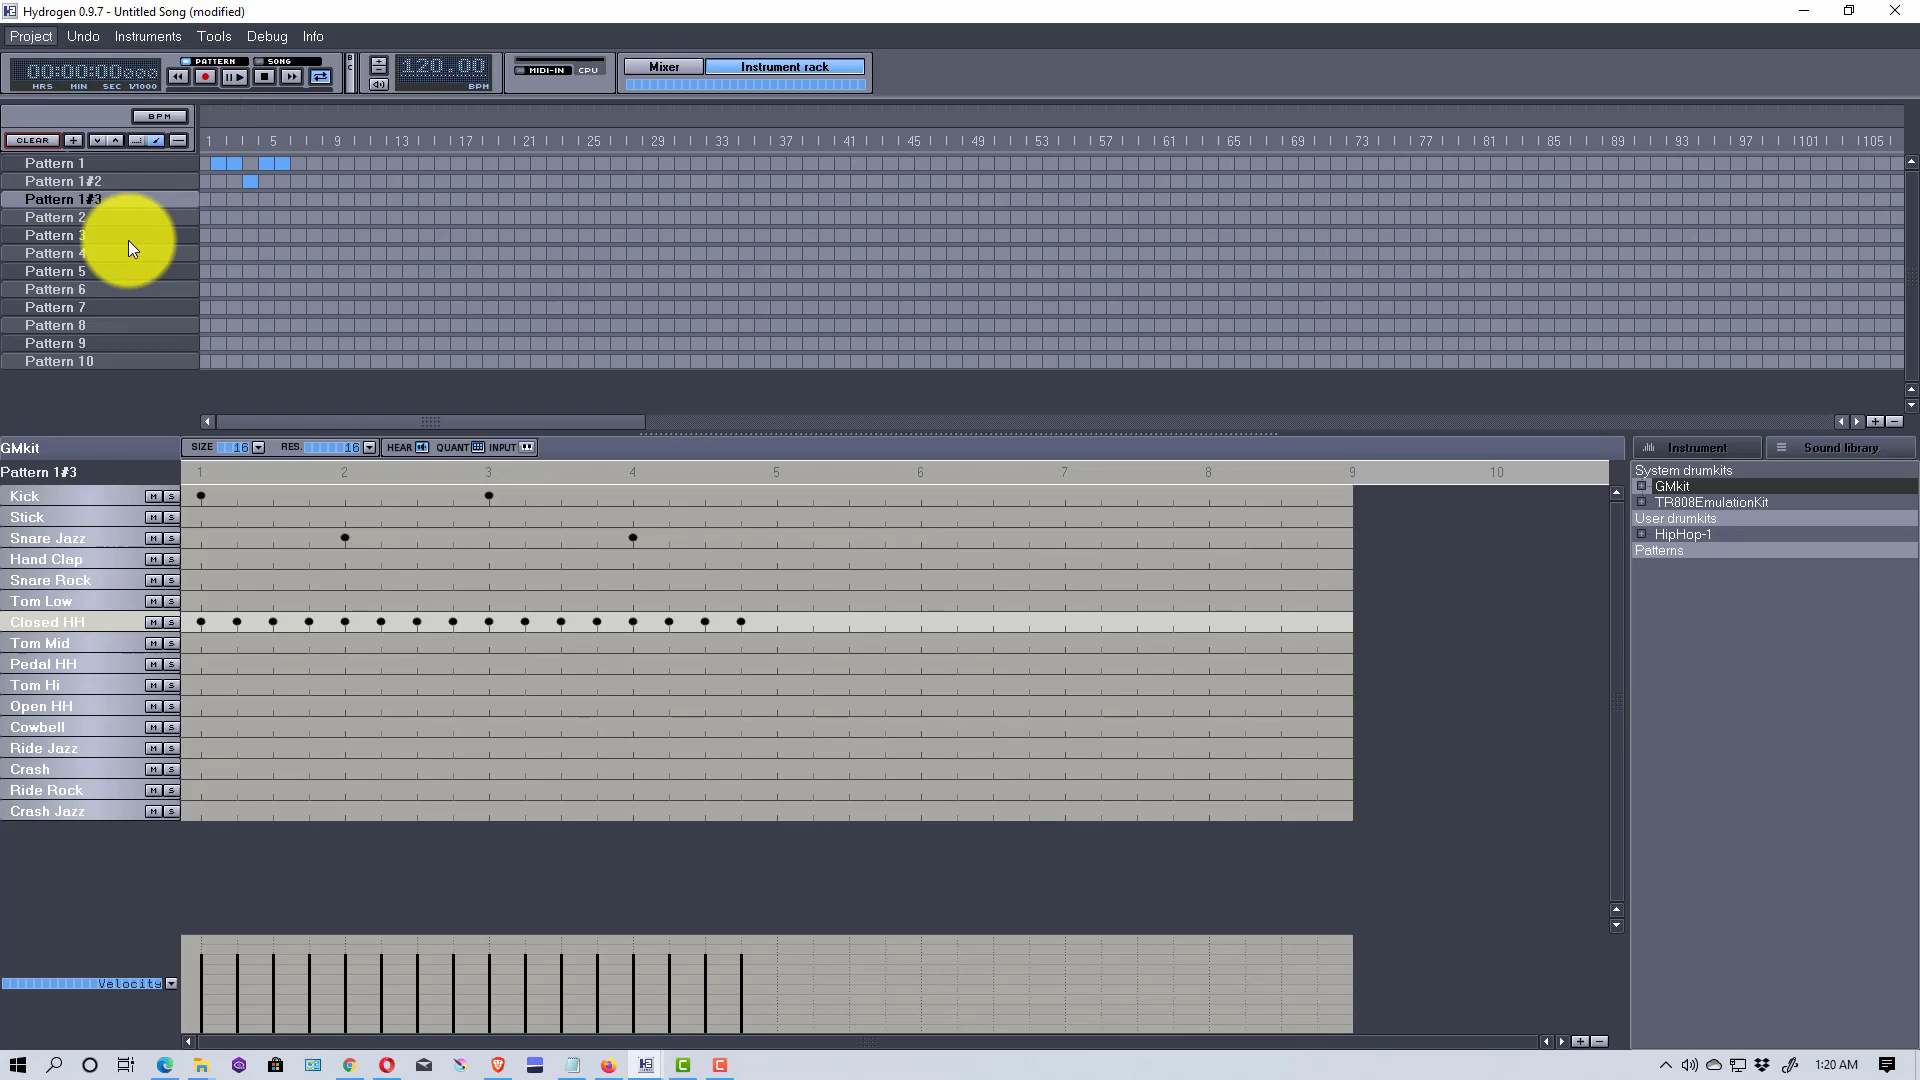 Hydrogen 0.9.7 - Untitled Song (modified)
Project Undo Instruments Tools Debug Info
PATTERN SONG
00:00:00:000
HRS MIN SEC 1/1000
B
C
120.00
BPM
MIDI-IN CPU
Mixer Instrument rack
BPM
CLEAR
1 5 9 13 17 21 25 29 33 37 41 45 49 53 57 61 65 69 73 77 81 85 89 93 97 101 105
Pattern 1
Pattern 1#2
Pattern 1#3
Pattern 2
Pattern 3
Pattern 4
Pattern 5
Pattern 6
Pattern 7
Pattern 8
Pattern 9
Pattern 10
GMkit SIZE 16 RES. 16 HEAR QUANT INPUT
Instrument Sound library
Pattern 1#3 1 2 3 4 5 6 7 8 9 10
System drumkits
GMkit
TR808EmulationKit
User drumkits
HipHop-1
Patterns
Kick M S
Stick M S
Snare Jazz M S
Hand Clap M S
Snare Rock M S
Tom Low M S
Closed HH M S
Tom Mid M S
Pedal HH M S
Tom Hi M S
Open HH M S
Cowbell M S
Ride Jazz M S
Crash M S
Ride Rock M S
Crash Jazz M S
Velocity
1:20 AM